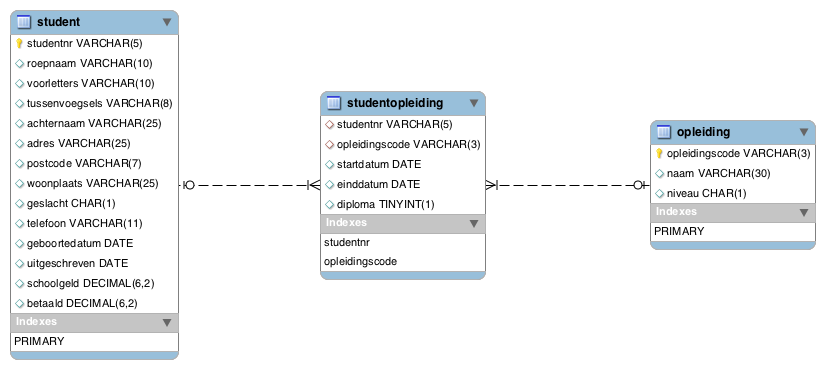 student
studentnr VARCHAR(5)
roepnaam VARCHAR(10)
voorletters VARCHAR(10)
tussenvoegsels VARCHAR(8)
achternaam VARCHAR(25)
adres VARCHAR(25)
postcode VARCHAR(7)
woonplaats VARCHAR(25)
geslacht CHAR(1)
telefoon VARCHAR(11)
geboortedatum DATE
uitgeschreven DATE
schoolgeld DECIMAL(6,2)
betaald DECIMAL(6,2)
Indexes
PRIMARY
studentopleiding
studentnr VARCHAR(5)
opleidingscode VARCHAR(3)
startdatum DATE
einddatum DATE
diploma TINYINT(1)
Indexes
studentnr
opleidingscode
opleiding
opleidingscode VARCHAR(3)
naam VARCHAR(30)
niveau CHAR(1)
Indexes
PRIMARY